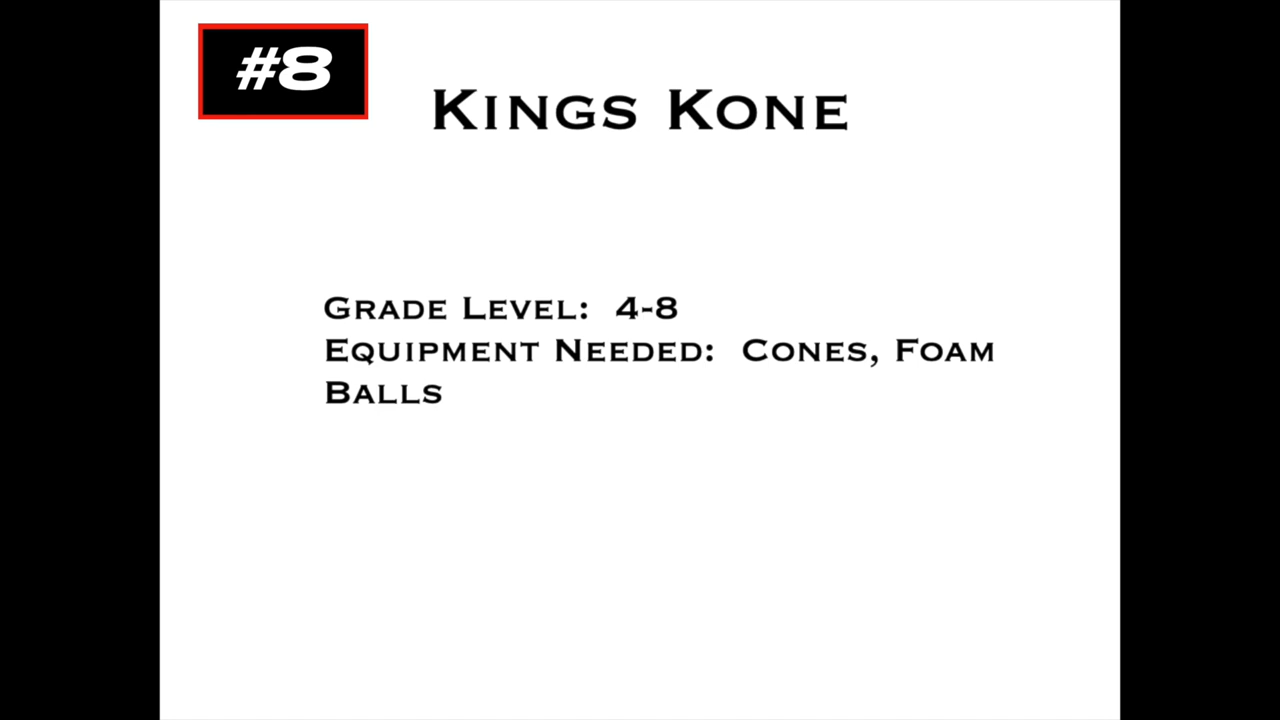 #8
Kings Kone
Grade Level: 4-8
Equipment Needed: Cones, Foam
Balls